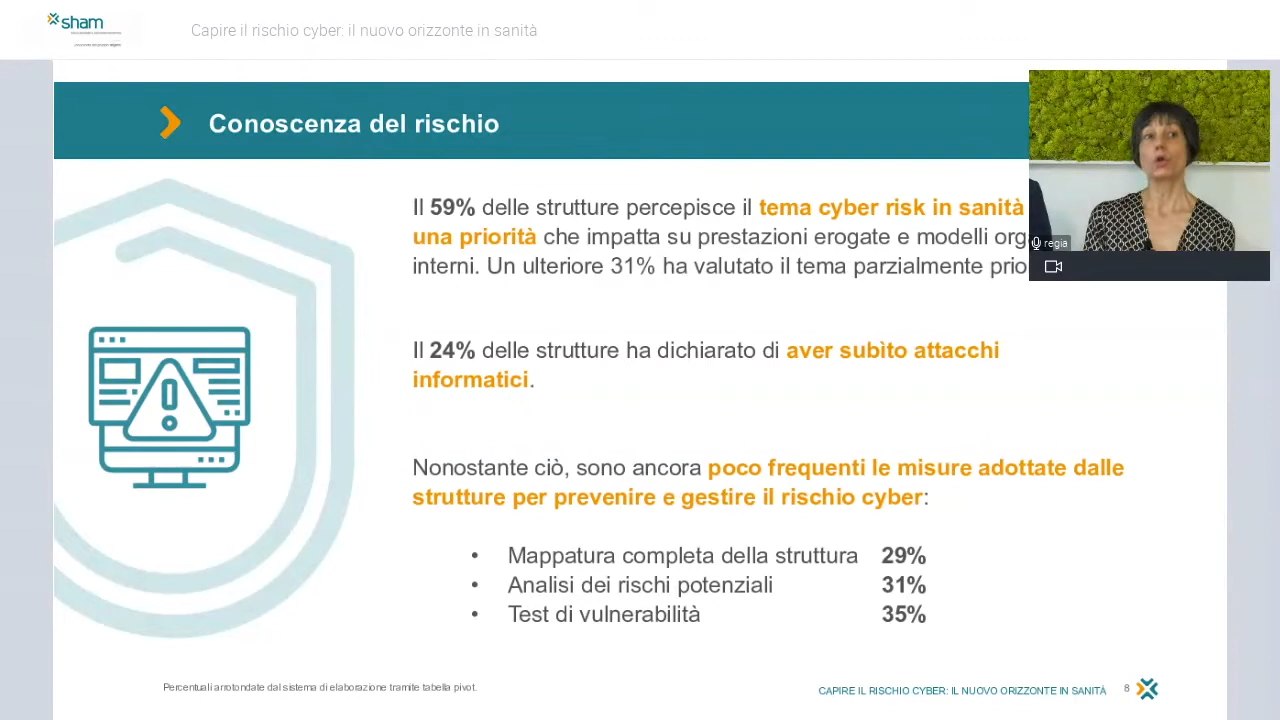 sham
Capire il rischio cyber: il nuovo orizzonte in sanità
Conoscenza del rischio
Il 59% delle strutture percepisce il tema cyber risk in sanità
una priorità che impatta su prestazioni erogate e modelli org
interni. Un ulteriore 31% ha valutato il tema parzialmente prio
regia
Il 24% delle strutture ha dichiarato di aver subìto attacchi
informatici.
Nonostante ciò, sono ancora poco frequenti le misure adottate dalle
strutture per prevenire e gestire il rischio cyber:
• Mappatura completa della struttura 29%
• Analisi dei rischi potenziali 31%
• Test di vulnerabilità 35%
Percentuali arrotondate dal sistema di elaborazione tramite tabella pivot.
CAPIRE IL RISCHIO CYBER: IL NUOVO ORIZZONTE IN SANITÀ 8